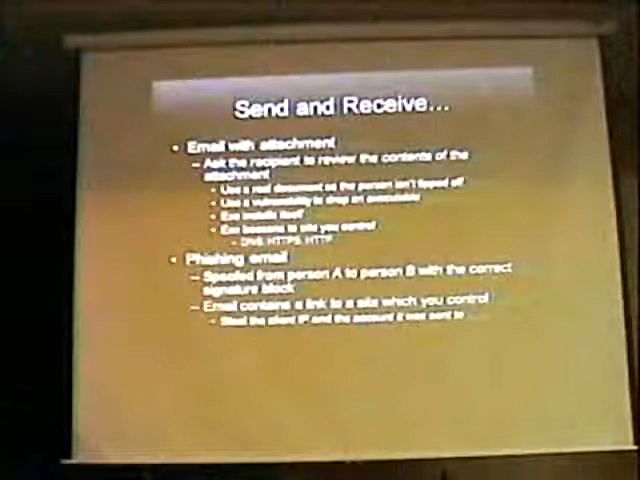 Send and Receive...
• Email with attachment
– Ask the recipient to review the contents of the
attachment
• Use a real document so the person isn't tipped off
• Use a vulnerability to drop an executable
• Exe installs itself
• Exe beacons to site you control
– DNS, HTTPS, HTTP
• Phishing email
– Spoofed from person A to person B with the correct
signature block
– Email contains a link to a site which you control
• Steal the client IP and the account it was sent to